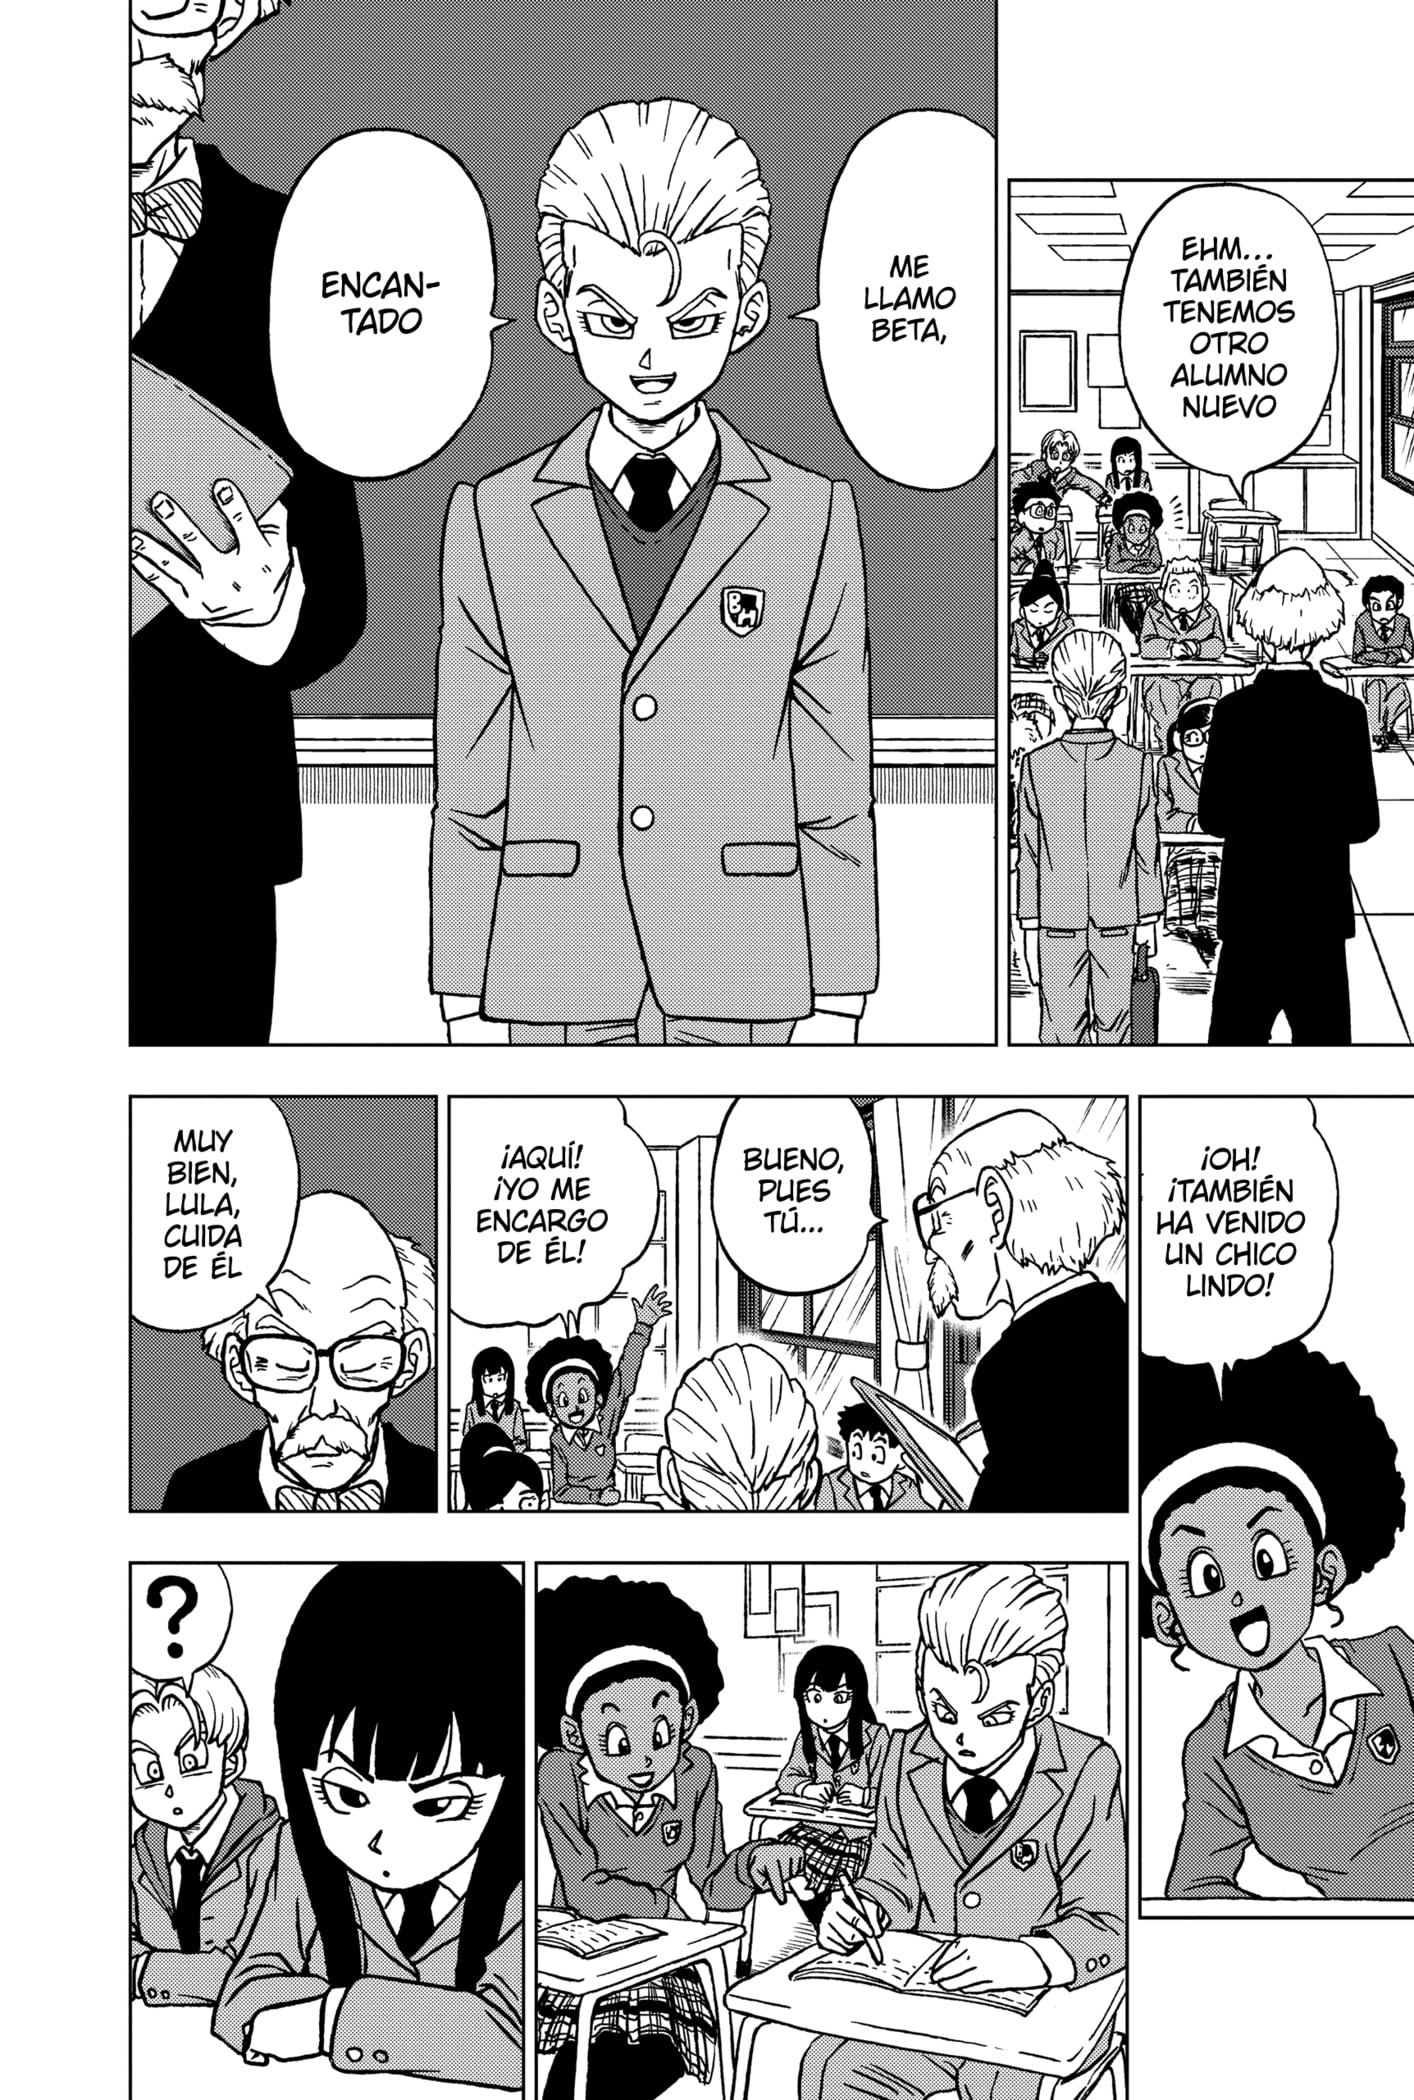 EHM...
TAMBIÉN
TENEMOS
OTRO
ALUMNO
NUEVO
ME
LLAMO
BETA,
ENCAN-
TADO
BH
¡OH!
¡TAMBIÉN
HA VENIDO
UN CHICO
LINDO!
BUENO,
PUES
TÚ...
¡AQUÍ!
¡YO ME
ENCARGO
DE ÉL!
MUY
BIEN,
LULA,
CUIDA
DE ÉL
?